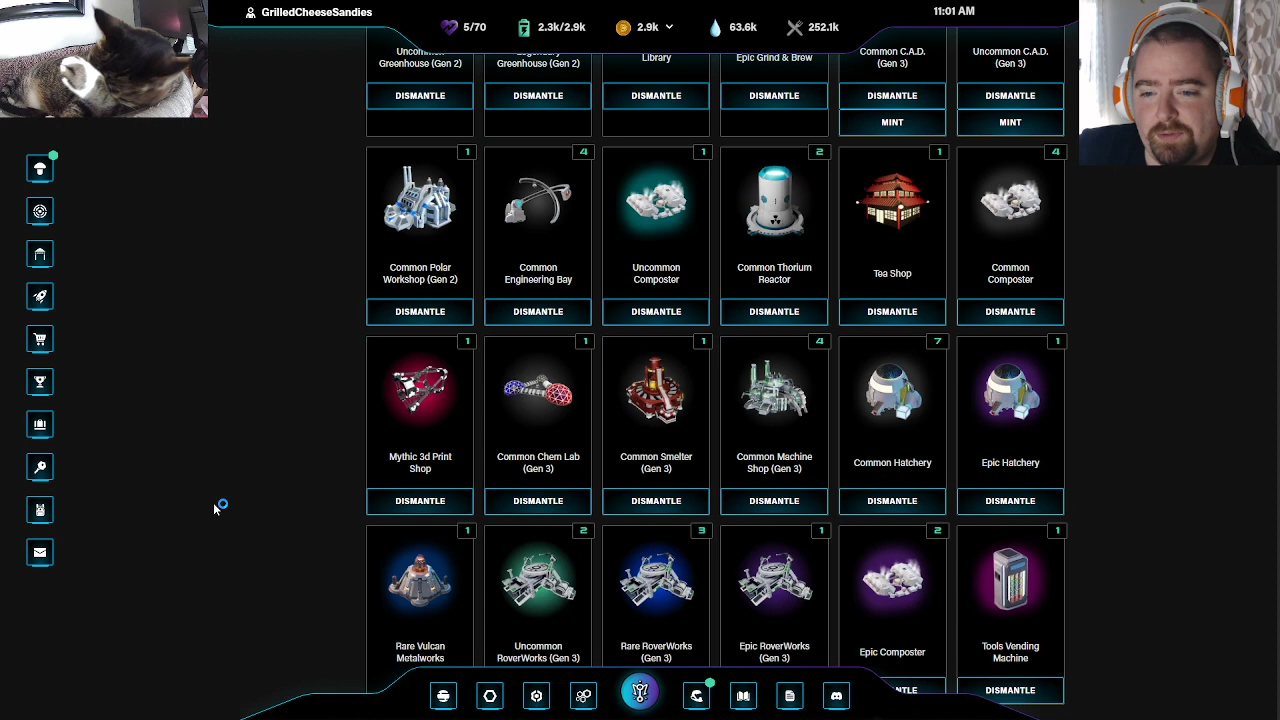 GrilledCheeseSandies
5/70
2.3k/2.9k
2.9k
63.6k
252.1k
11:01 AM
Uncommon Greenhouse (Gen 2)
Legendary Greenhouse (Gen 2)
Library
Epic Grind & Brew
Common C.A.D. (Gen 3)
Uncommon C.A.D. (Gen 3)
DISMANTLE DISMANTLE DISMANTLE DISMANTLE DISMANTLE DISMANTLE
MINT MINT
1 4 1 2 1 4
Common Polar Workshop (Gen 2)
Common Engineering Bay
Uncommon Composter
Common Thorium Reactor
Tea Shop
Common Composter
DISMANTLE DISMANTLE DISMANTLE DISMANTLE DISMANTLE DISMANTLE
1 1 1 4 7 1
Mythic 3d Print Shop
Common Chem Lab (Gen 3)
Common Smelter (Gen 3)
Common Machine Shop (Gen 3)
Common Hatchery
Epic Hatchery
DISMANTLE DISMANTLE DISMANTLE DISMANTLE DISMANTLE DISMANTLE
1 2 3 1 2 1
Rare Vulcan Metalworks
Uncommon RoverWorks (Gen 3)
Rare RoverWorks (Gen 3)
Epic RoverWorks (Gen 3)
Epic Composter
Tools Vending Machine
DISMANTLE